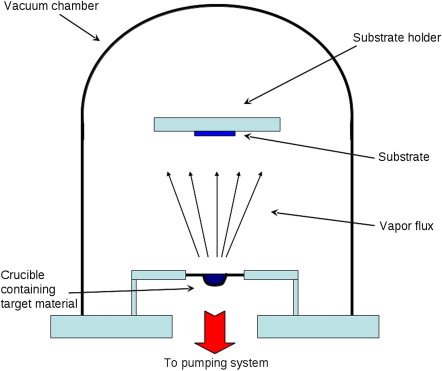 Vacuum chamber
Substrate holder
Substrate
Vapor flux
Crucible
containing
target material
To pumping system